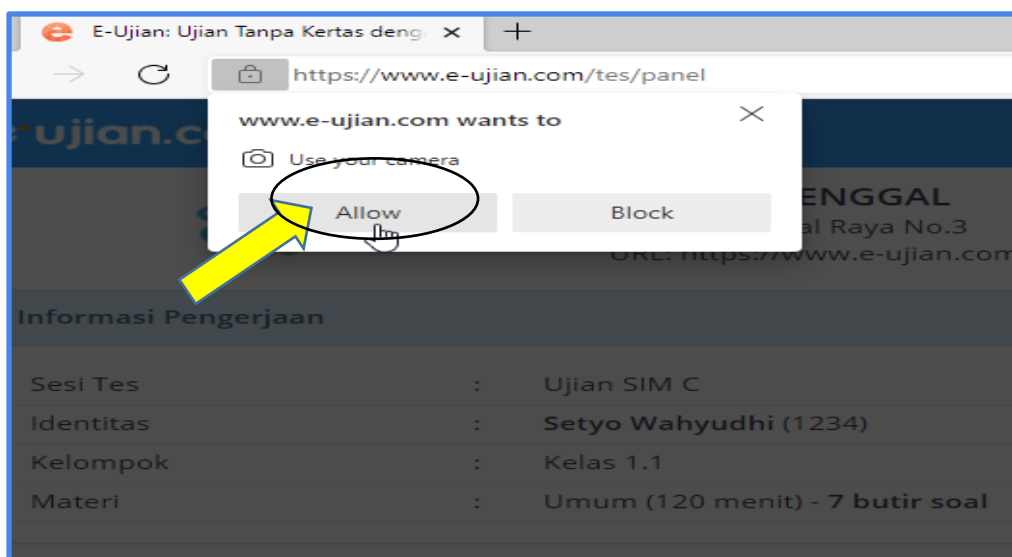 E-Ujian: Ujian Tanpa Kertas deng
https://www.e-ujian.com/tes/panel
www.e-ujian.com wants to
Use your camera
Allow
Block
ujian.c
ENGGAL
al Raya No.3
URL: https://www.e-ujian.com
Informasi Pengerjaan
Sesi Tes : Ujian SIM C
Identitas : Setyo Wahyudhi (1234)
Kelompok : Kelas 1.1
Materi : Umum (120 menit) - 7 butir soal